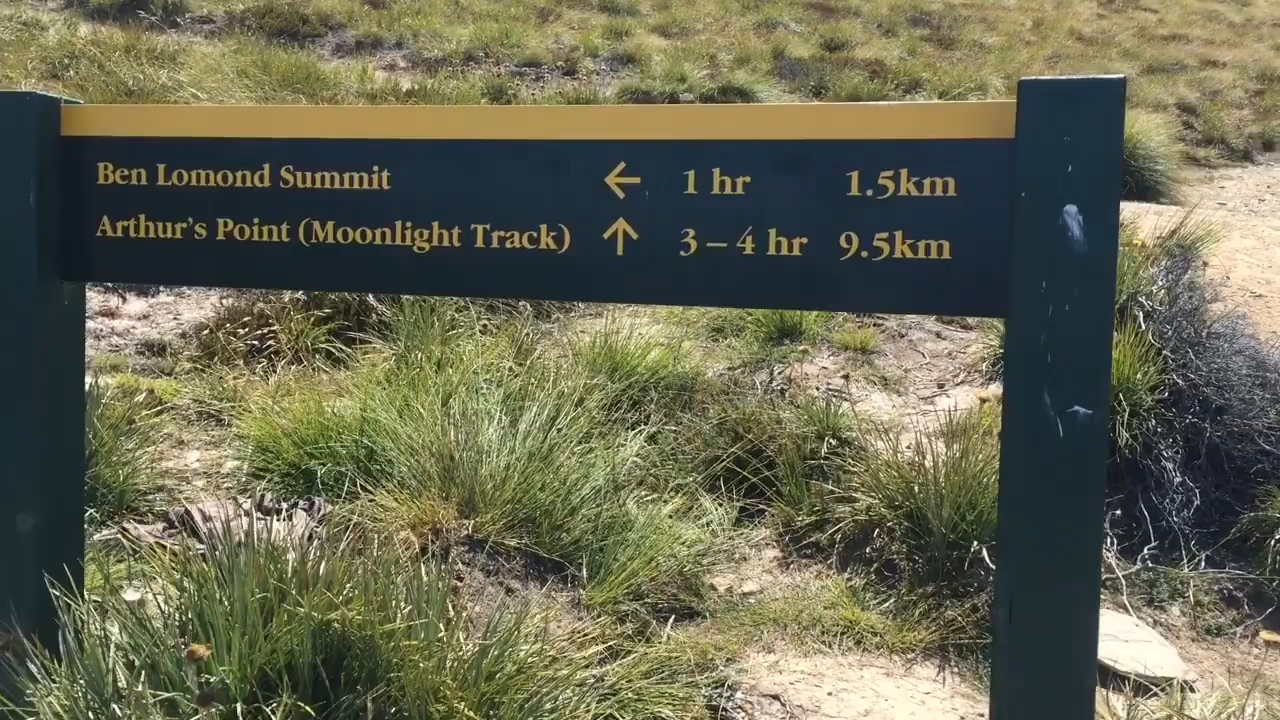 Ben Lomond Summit ← 1 hr 1.5km
Arthur's Point (Moonlight Track) ↑ 3 – 4 hr 9.5km